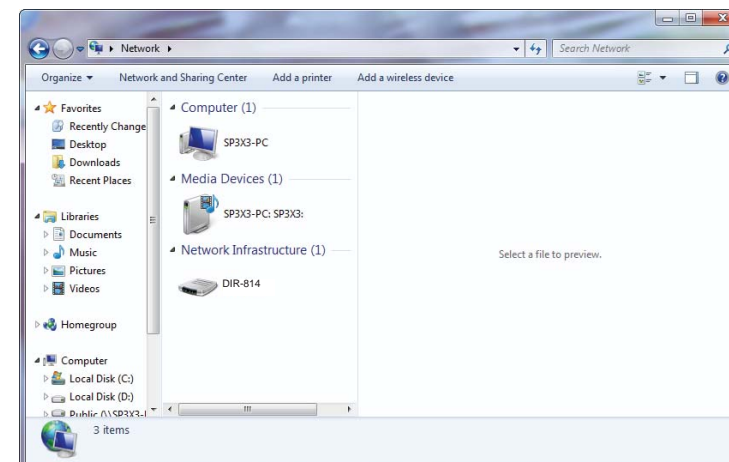 Network
Search Network
Organize
Network and Sharing Center
Add a printer
Add a wireless device
Favorites
Recently Change
Desktop
Downloads
Recent Places
Libraries
Documents
Music
Pictures
Videos
Homegroup
Computer
Local Disk (C:)
Local Disk (D:)
Public (\\SP3X3-
Computer (1)
SP3X3-PC
Media Devices (1)
SP3X3-PC: SP3X3:
Network Infrastructure (1)
DIR-814
Select a file to preview.
3 items